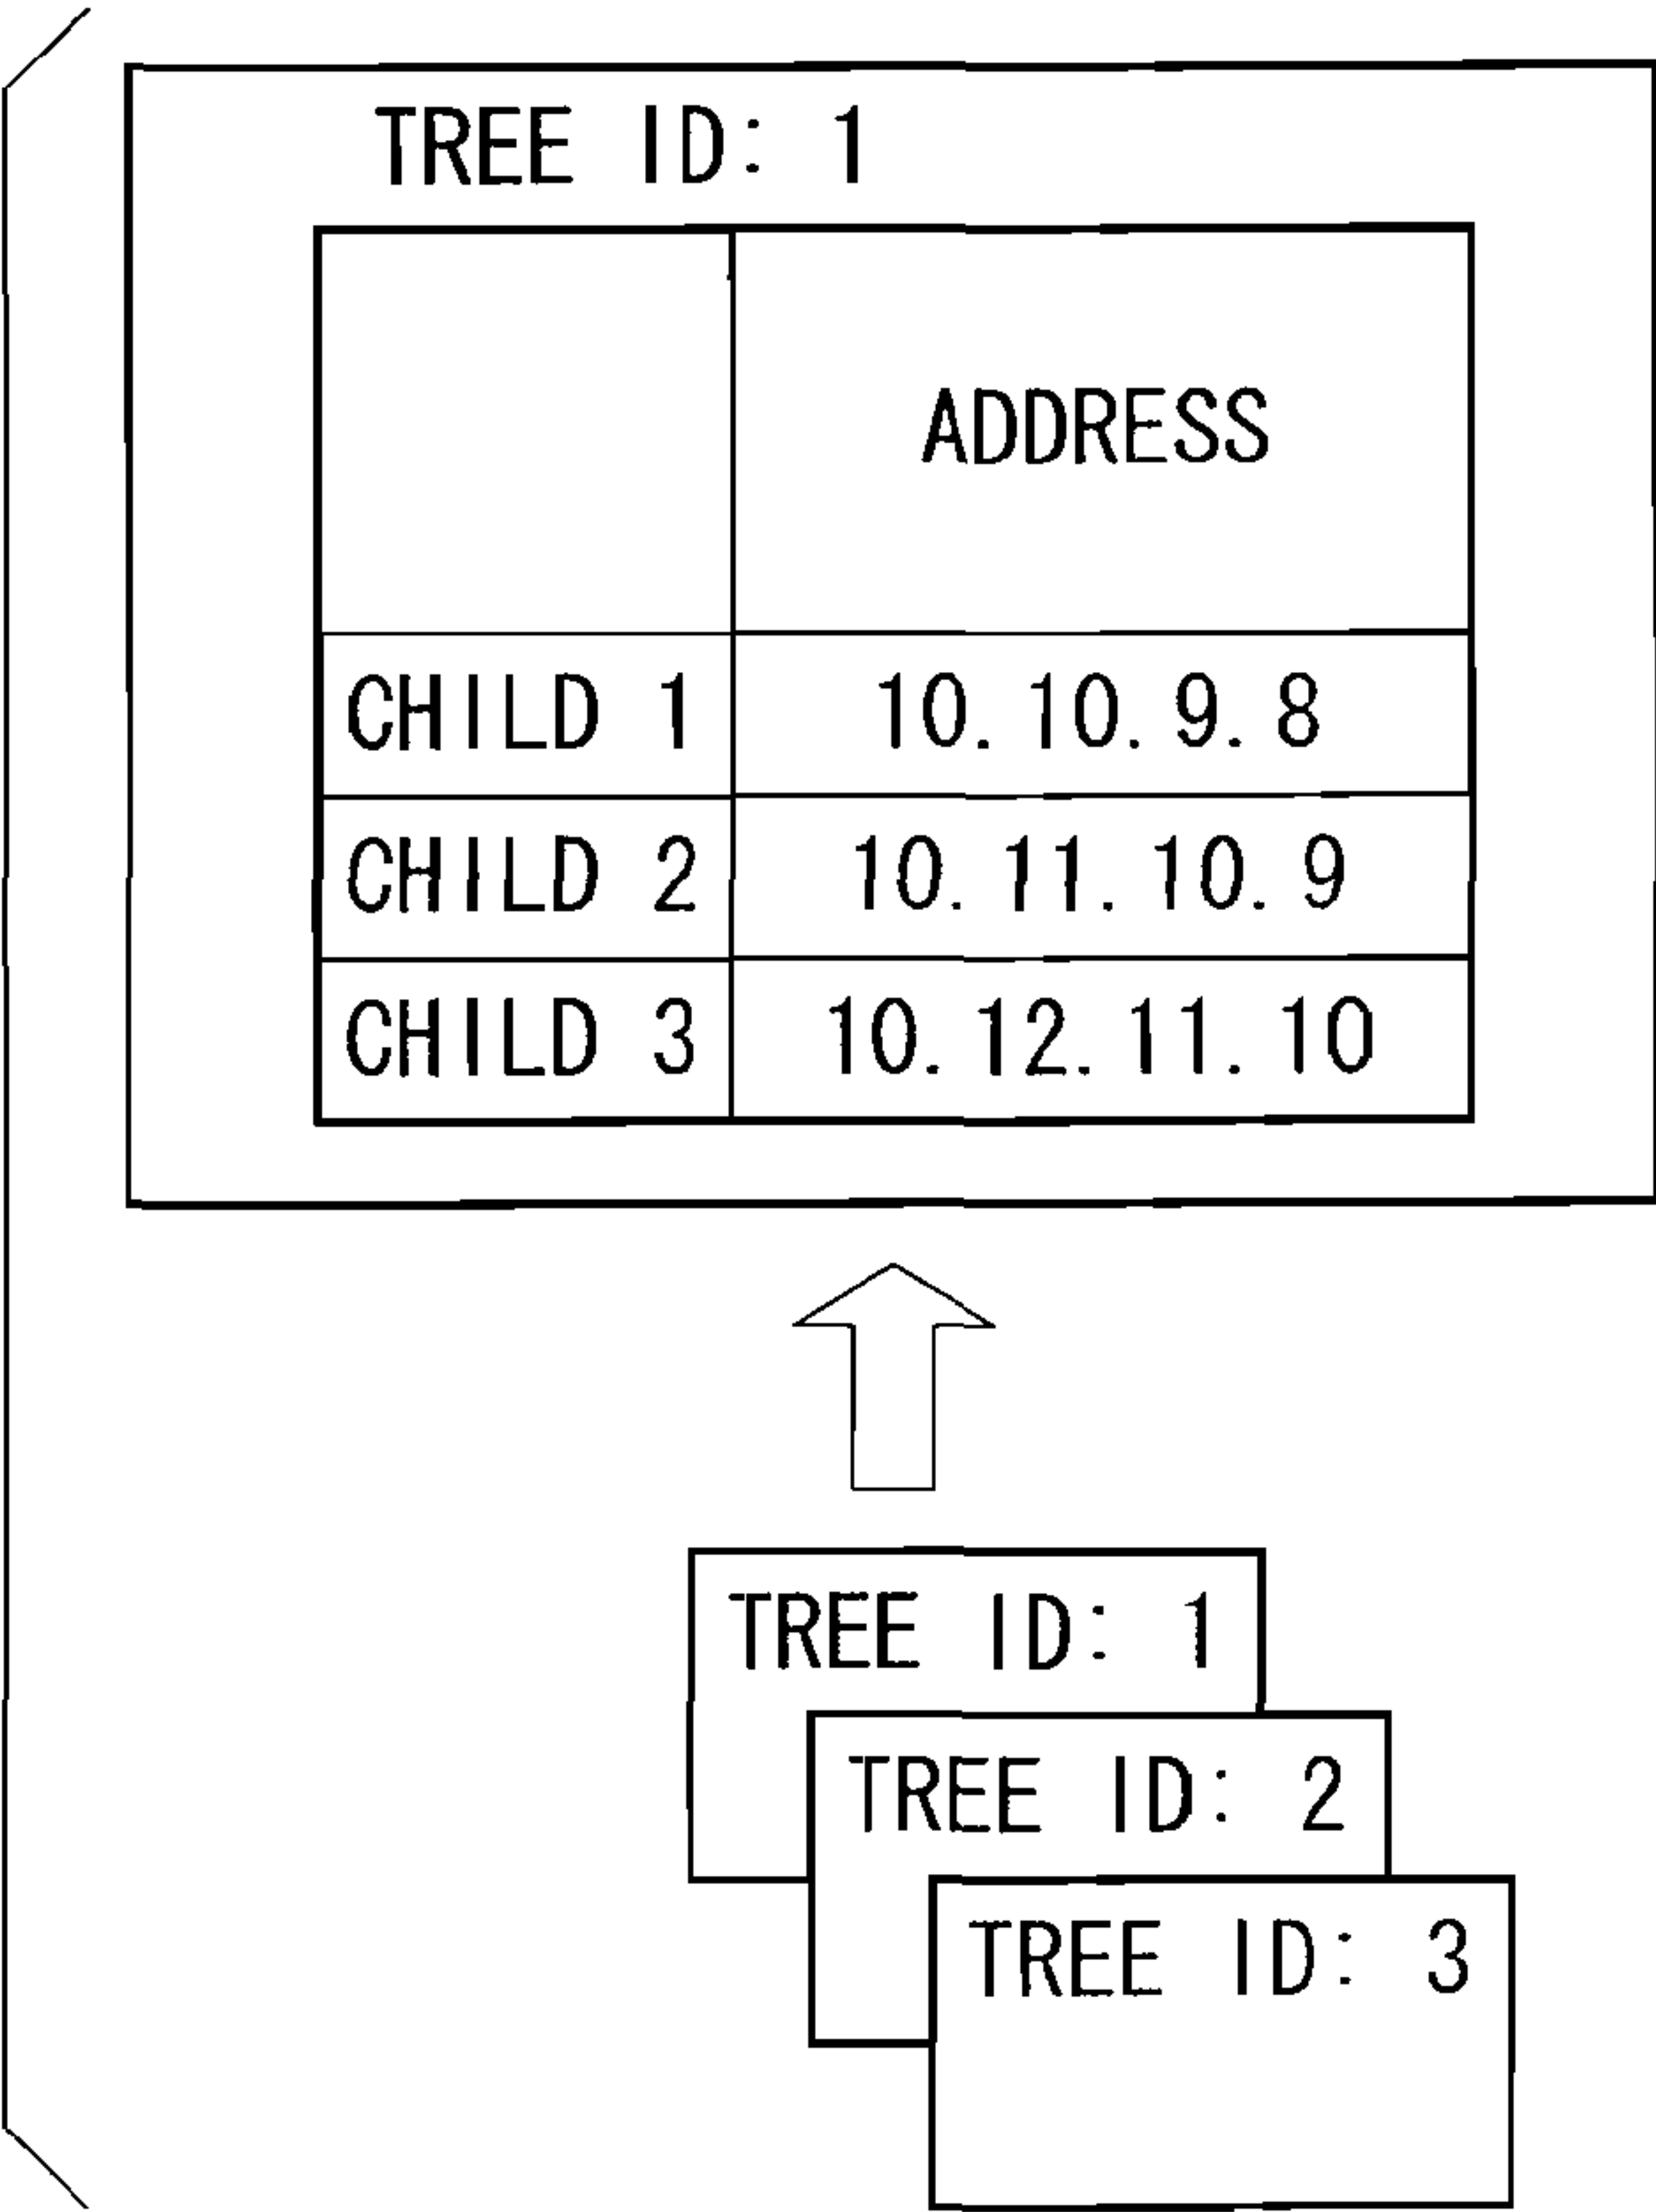 TREE ID: 1
ADDRESS
CHILD 1 10.10.9.8
CHILD 2 10.11.10.9
CHILD 3 10.12.11.10
TREE ID: 1
TREE ID: 2
TREE ID: 3